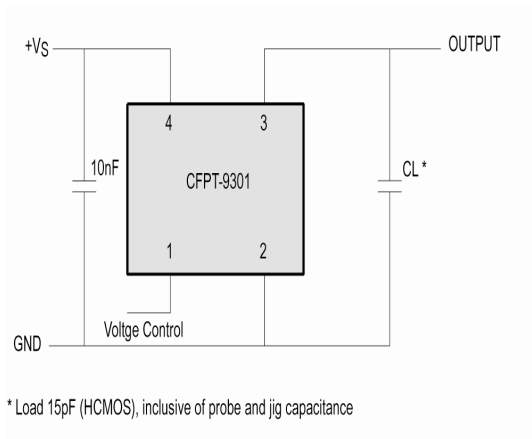 +VS
OUTPUT
4
3
10nF
CFPT-9301
CL *
1
2
Voltge Control
GND
* Load 15pF (HCMOS), inclusive of probe and jig capacitance